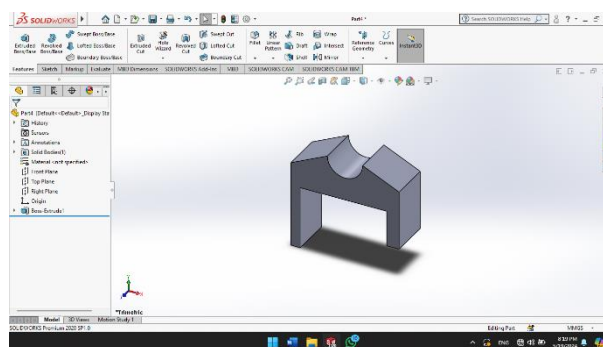 SOLIDWORKS
Part4 *
Search SOLIDWORKS Help
Extruded Boss/Base
Revolved Boss/Base
Swept Boss/Base
Lofted Boss/Base
Boundary Boss/Base
Extruded Cut
Hole Wizard
Revolved Cut
Swept Cut
Lofted Cut
Boundary Cut
Fillet
Linear Pattern
Rib
Draft
Shell
Wrap
Intersect
Mirror
Reference Geometry
Curves
Instant3D
Features Sketch Markup Evaluate MBD Dimensions SOLIDWORKS Add-Ins MBD SOLIDWORKS CAM SOLIDWORKS CAM TBM
Part4 (Default<<Default>_Display Sta
History
Sensors
Annotations
Solid Bodies(1)
Material <not specified>
Front Plane
Top Plane
Right Plane
Origin
Boss-Extrude1
*Trimetric
Model 3D Views Motion Study 1
SOLIDWORKS Premium 2020 SP1.0
Editing Part
MMGS
ENG
8:19 PM